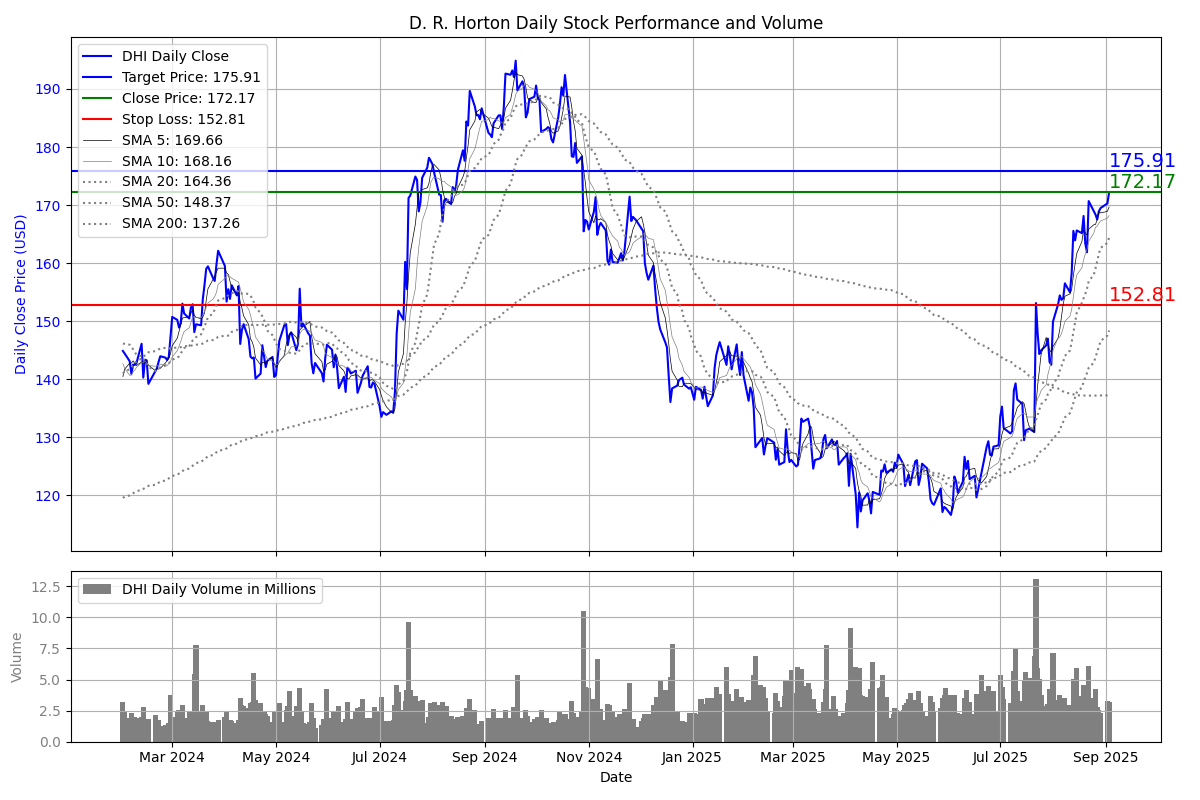 D. R. Horton Daily Stock Performance and Volume
DHI Daily Close
Target Price: 175.91
Close Price: 172.17
Stop Loss: 152.81
SMA 5: 169.66
SMA 10: 168.16
SMA 20: 164.36
SMA 50: 148.37
SMA 200: 137.26
175.91
172.17
152.81
190
180
170
160
150
140
130
120
Daily Close Price (USD)
DHI Daily Volume in Millions
12.5
10.0
7.5
5.0
2.5
0.0
Volume
Mar 2024
May 2024
Jul 2024
Sep 2024
Nov 2024
Jan 2025
Mar 2025
May 2025
Jul 2025
Sep 2025
Date